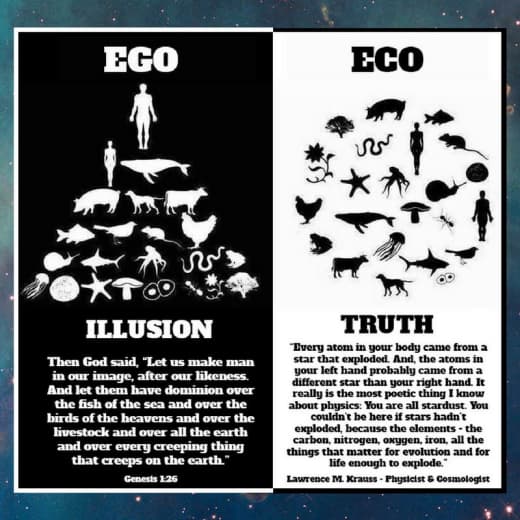 EGO
ILLUSION
Then God said, "Let us make man
in our image, after our likeness.
And let them have dominion over
the fish of the sea and over the
birds of the heavens and over the
livestock and over all the earth
and over every creeping thing
that creeps on the earth."
Genesis 1:26
ECO
TRUTH
"Every atom in your body came from a
star that exploded. And, the atoms in
your left hand probably came from a
different star than your right hand. It
really is the most poetic thing I know
about physics: You are all stardust. You
couldn't be here if stars hadn't
exploded, because the elements - the
carbon, nitrogen, oxygen, iron, all the
things that matter for evolution and for
life enough to explode."
Lawrence M. Krauss - Physicist & Cosmologist